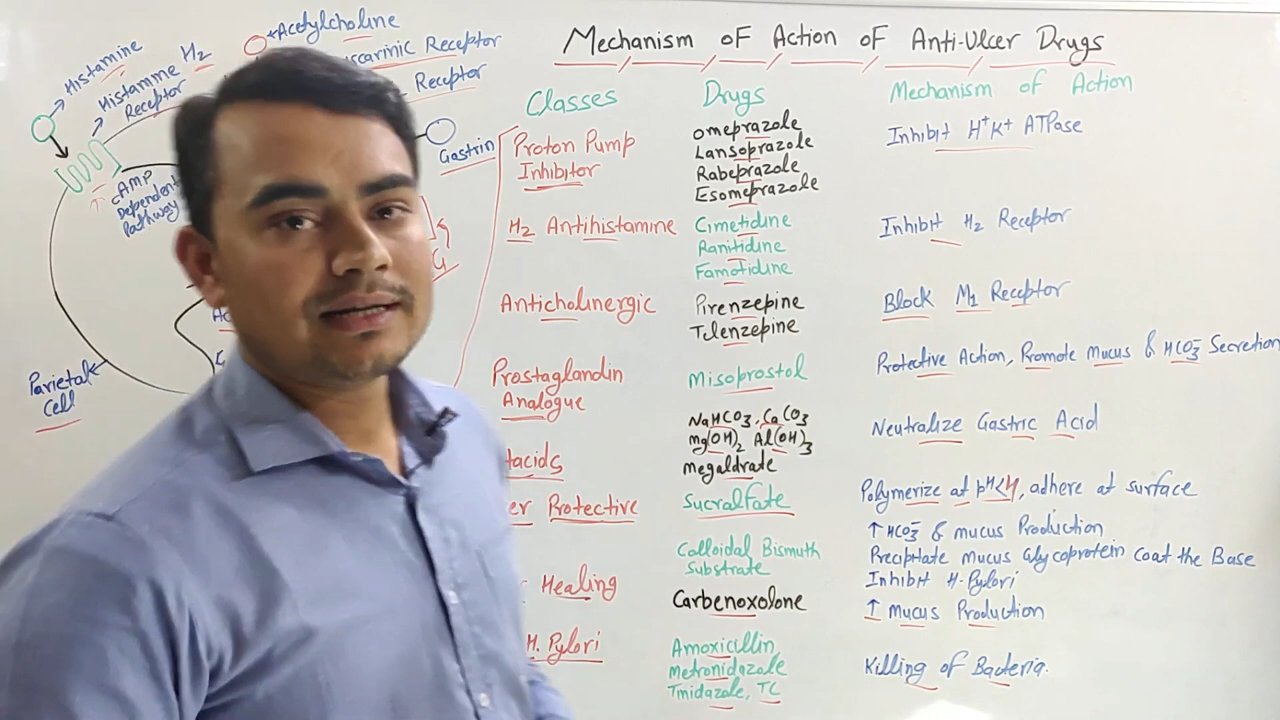 Mechanism of Action of Anti-Ulcer Drugs
Histamine
Histamine H2
Receptor
Acetylcholine
Receptor
Receptor
Gastrin
cAMP
Dependent
Pathway
Parietal
Cell
Classes
Drugs
Mechanism of Action
Proton Pump
Inhibitor
Omeprazole
Lansoprazole
Rabeprazole
Esomeprazole
Inhibit H+K+ ATPase
H2 Antihistamine
Cimetidine
Ranitidine
Famotidine
Inhibit H2 Receptor
Anticholinergic
Pirenzepine
Telenzepine
Block M1 Receptor
Prostaglandin
Analogue
Misoprostol
Protective Action, Promote Mucus & HCO3- Secretion
tacids
NaHCO3, CaCO3
Mg(OH)2 Al(OH)3
megaldrate
Neutralize Gastric Acid
er Protective
Sucralfate
Polymerize at pH<4, adhere at surface
↑ HCO3- & mucus Production
Healing
Colloidal Bismuth
Substrate
Precipitate mucus Glycoprotein coat the Base
Inhibit H-Pylori
Carbenoxolone
↑ mucus Production
H. Pylori
Amoxicillin
Metronidazole
Tinidazole, TC
Killing of Bacteria.